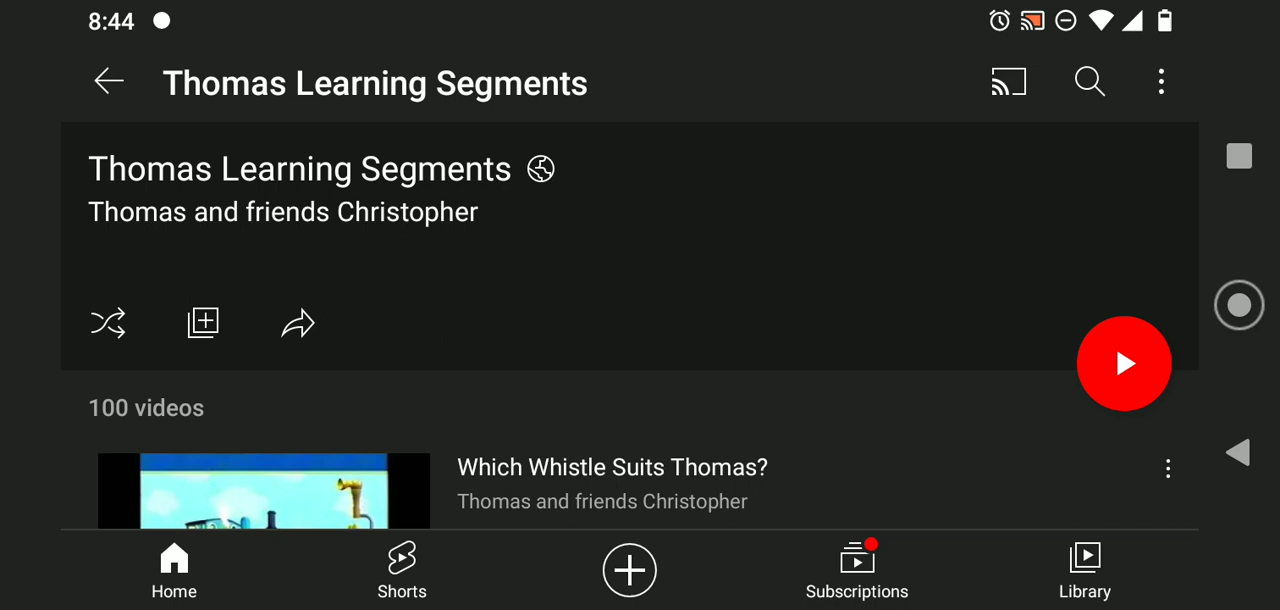 8:44
Thomas Learning Segments
Thomas Learning Segments
Thomas and friends Christopher
100 videos
Which Whistle Suits Thomas?
Thomas and friends Christopher
Home
Shorts
Subscriptions
Library